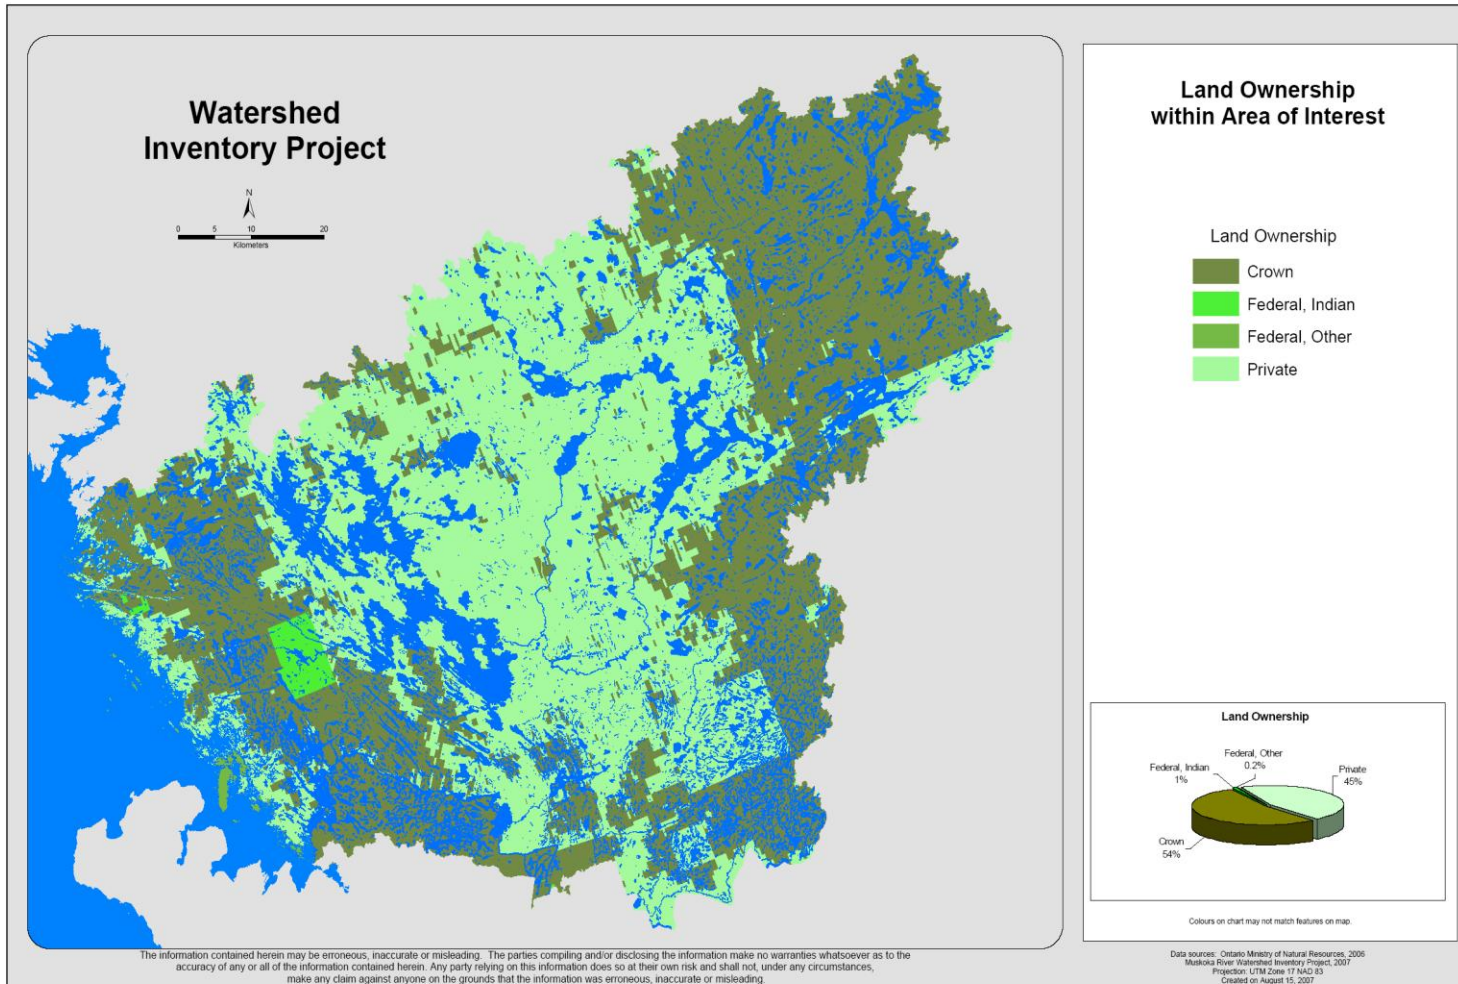 Watershed
Inventory Project
N
0 5 10 20
Kilometers
The information contained herein may be erroneous, inaccurate or misleading. The parties compiling and/or disclosing the information make no warranties whatsoever as to the
accuracy of any or all of the information contained herein. Any party relying on this information does so at their own risk and shall not, under any circumstances,
make any claim against anyone on the grounds that the information was erroneous, inaccurate or misleading.
Land Ownership
within Area of Interest
Land Ownership
Crown
Federal, Indian
Federal, Other
Private
Land Ownership
Federal, Other
0.2%
Federal, Indian
1%
Private
45%
Crown
54%
Colours on chart may not match features on map.
Data sources: Ontario Ministry of Natural Resources, 2006
Muskoka River Watershed Inventory Project, 2007
Projection: UTM Zone 17 NAD 83
Created on August 15, 2007